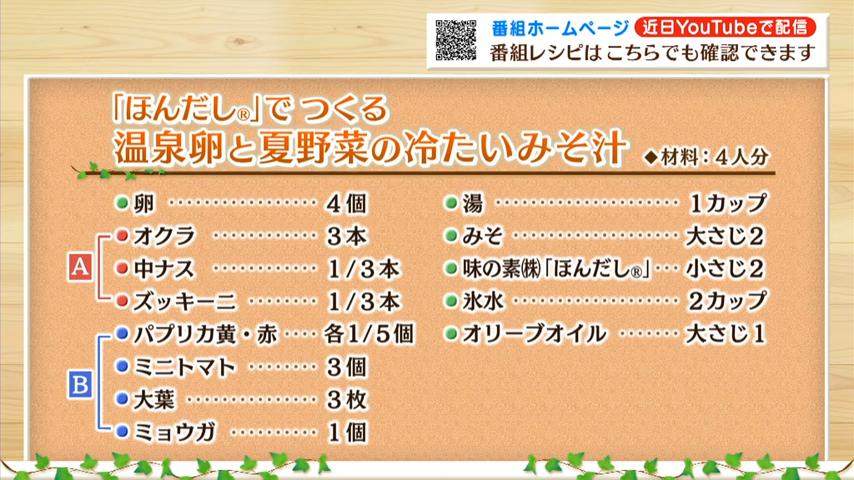 番組ホームページ 近日YouTubeで配信
番組レシピは こちらでも確認できます
「ほんだし®」で つくる
温泉卵と夏野菜の冷たいみそ汁 ◆材料：４人分
卵 ………………… ４個
A オクラ …………… ３本
中ナス …………… １/３本
ズッキーニ ……… １/３本
B パプリカ黄・赤 …… 各１/５個
ミニトマト ………… ３個
大葉 ……………… ３枚
ミョウガ ………… １個
湯 ……………………… １カップ
みそ …………………… 大さじ２
味の素㈱「ほんだし®」… 小さじ２
氷水 …………………… ２カップ
オリーブオイル ……… 大さじ１